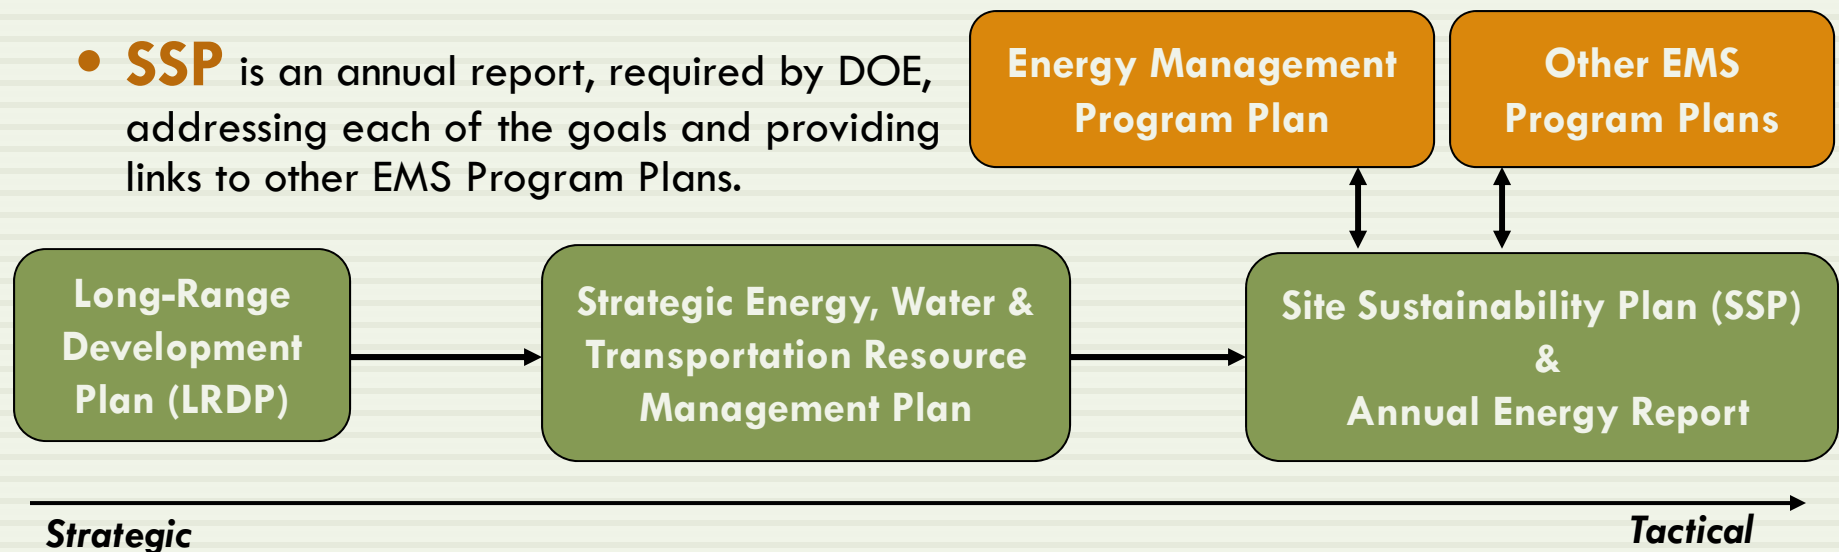 • SSP is an annual report, required by DOE,
addressing each of the goals and providing
links to other EMS Program Plans.
Energy Management
Program Plan
Other EMS
Program Plans
Long-Range
Development
Plan (LRDP)
Strategic Energy, Water &
Transportation Resource
Management Plan
Site Sustainability Plan (SSP)
&
Annual Energy Report
Strategic
Tactical